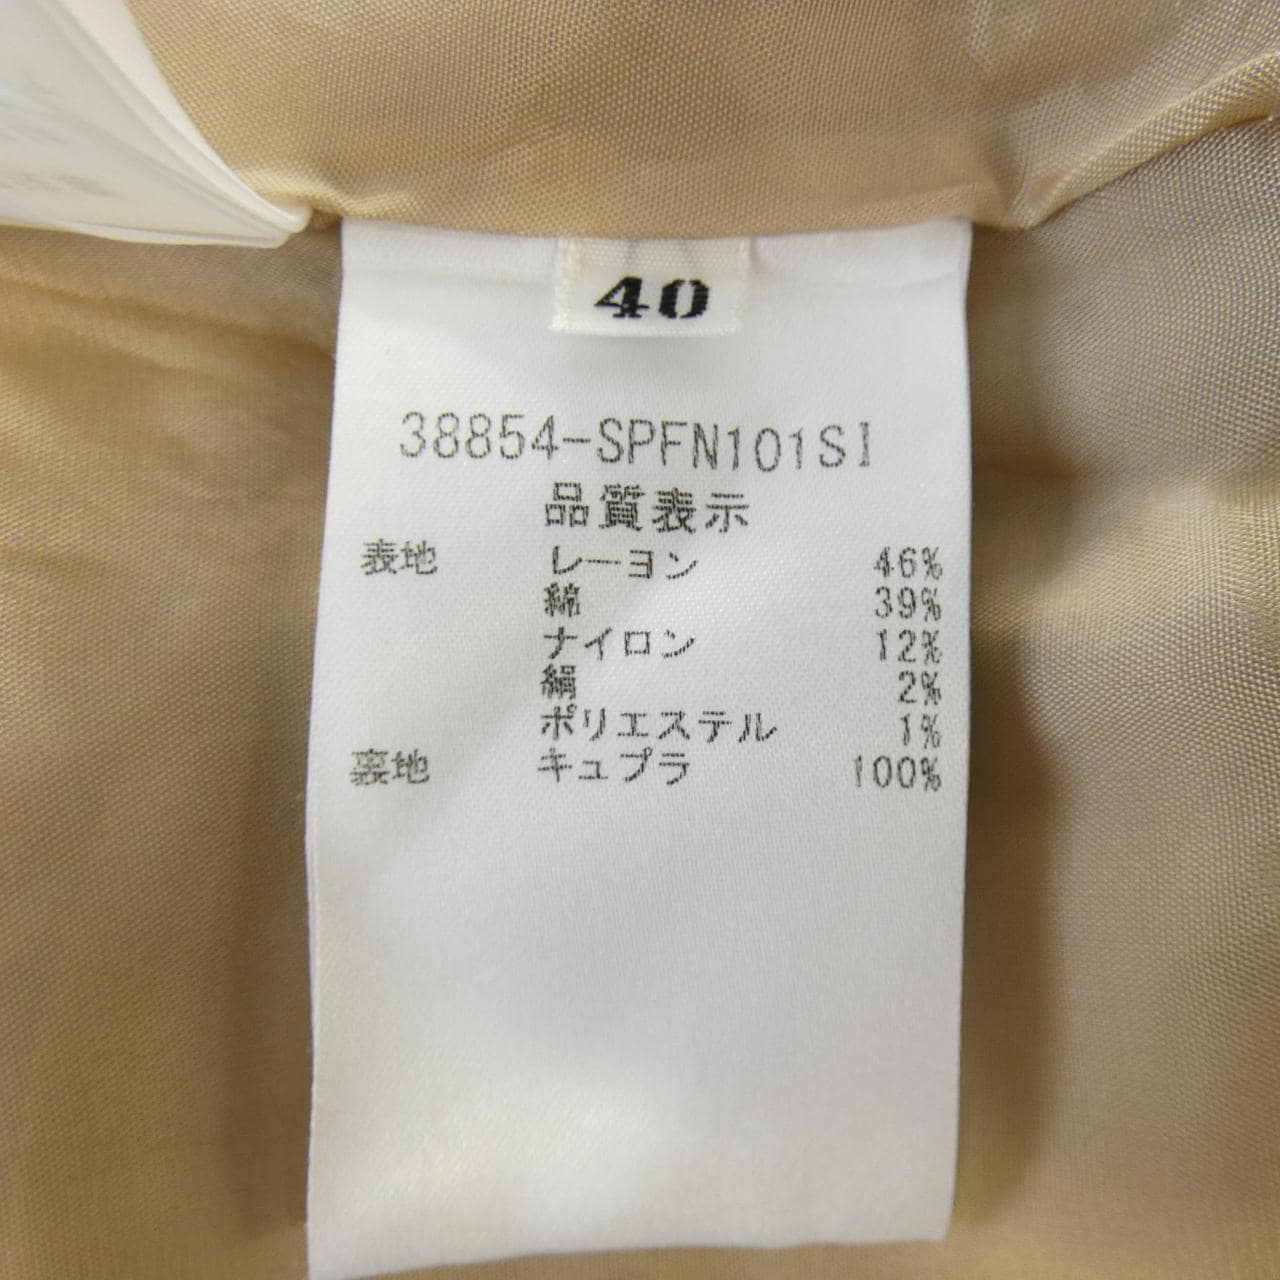 40
38854-SPFN101SI
品質表示
表地 レーヨン 46%
綿 39%
ナイロン 12%
絹 2%
ポリエステル 1%
裏地 キュプラ 100%